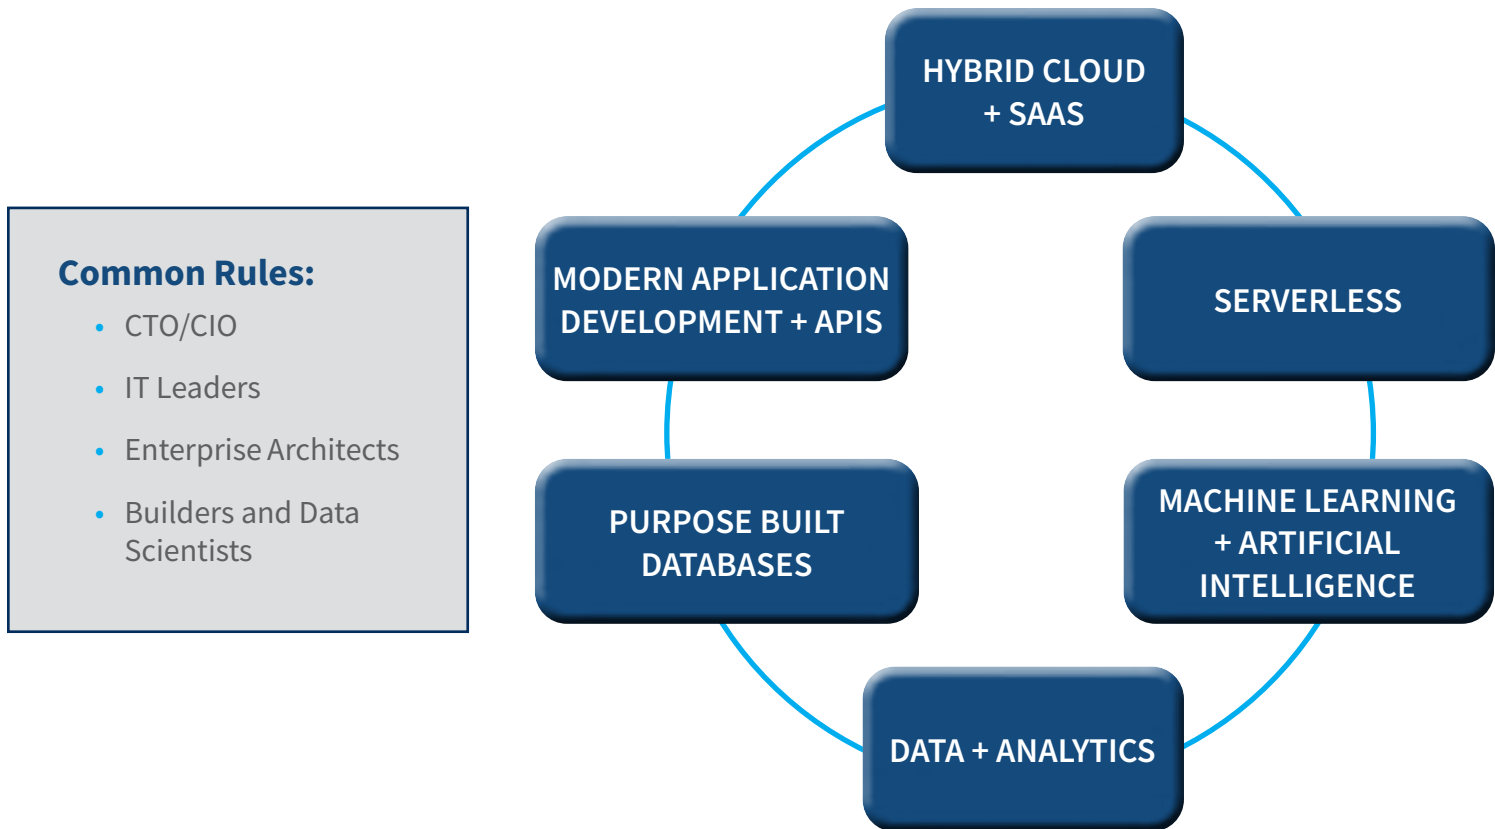 Common Rules:
• CTO/CIO
• IT Leaders
• Enterprise Architects
• Builders and Data
Scientists
HYBRID CLOUD
+ SAAS
SERVERLESS
MACHINE LEARNING
+ ARTIFICIAL
INTELLIGENCE
DATA + ANALYTICS
PURPOSE BUILT
DATABASES
MODERN APPLICATION
DEVELOPMENT + APIS